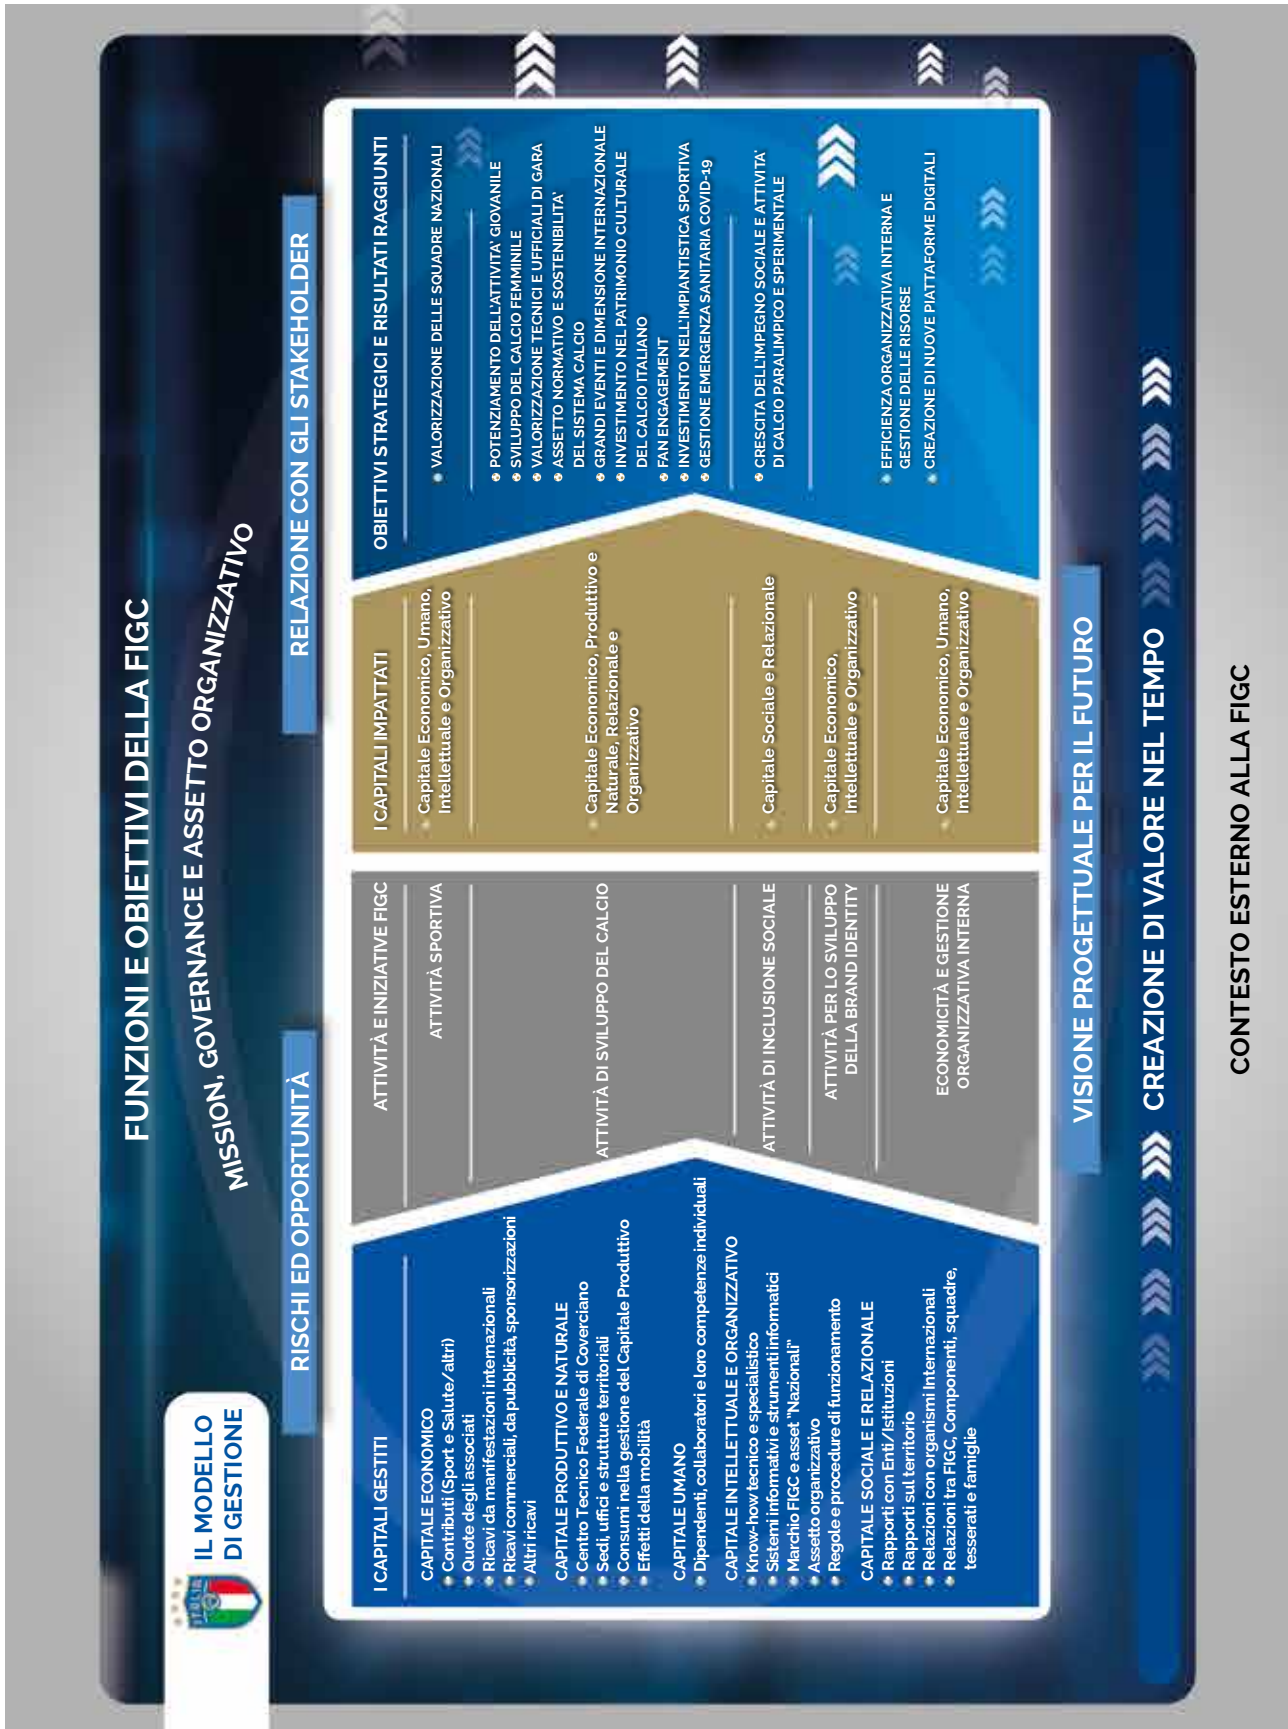 IL MODELLO
DI GESTIONE
ITALIA
FUNZIONI E OBIETTIVI DELLA FIGC
MISSION, GOVERNANCE E ASSETTO ORGANIZZATIVO
RISCHI ED OPPORTUNITÀ
RELAZIONE CON GLI STAKEHOLDER
I CAPITALI GESTITI
CAPITALE ECONOMICO
Contributi (Sport e Salute/altri)
Quote degli associati
Ricavi da manifestazioni internazionali
Ricavi commerciali, da pubblicità, sponsorizzazioni
Altri ricavi
CAPITALE PRODUTTIVO E NATURALE
Centro Tecnico Federale di Coverciano
Sedi, uffici e strutture territoriali
Consumi nella gestione del Capitale Produttivo
Effetti della mobilità
CAPITALE UMANO
Dipendenti, collaboratori e loro competenze individuali
CAPITALE INTELLETTUALE E ORGANIZZATIVO
Know-how tecnico e specialistico
Sistemi informativi e strumenti informatici
Marchio FIGC e asset "Nazionali"
Assetto organizzativo
Regole e procedure di funzionamento
CAPITALE SOCIALE E RELAZIONALE
Rapporti con Enti/Istituzioni
Rapporti sul territorio
Relazioni con organismi internazionali
Relazioni tra FIGC, Componenti, squadre,
tesserati e famiglie
ATTIVITÀ E INIZIATIVE FIGC
ATTIVITÀ SPORTIVA
ATTIVITÀ DI SVILUPPO DEL CALCIO
ATTIVITÀ DI INCLUSIONE SOCIALE
ATTIVITÀ PER LO SVILUPPO
DELLA BRAND IDENTITY
ECONOMICITÀ E GESTIONE
ORGANIZZATIVA INTERNA
I CAPITALI IMPATTATI
Capitale Economico, Umano,
Intellettuale e Organizzativo
Capitale Economico, Produttivo e
Naturale, Relazionale e
Organizzativo
Capitale Sociale e Relazionale
Capitale Economico,
Intellettuale e Organizzativo
Capitale Economico, Umano,
Intellettuale e Organizzativo
OBIETTIVI STRATEGICI E RISULTATI RAGGIUNTI
VALORIZZAZIONE DELLE SQUADRE NAZIONALI
POTENZIAMENTO DELL'ATTIVITA' GIOVANILE
SVILUPPO DEL CALCIO FEMMINILE
VALORIZZAZIONE TECNICI E UFFICIALI DI GARA
ASSETTO NORMATIVO E SOSTENIBILITA'
DEL SISTEMA CALCIO
GRANDI EVENTI E DIMENSIONE INTERNAZIONALE
INVESTIMENTO NEL PATRIMONIO CULTURALE
DEL CALCIO ITALIANO
FAN ENGAGEMENT
INVESTIMENTO NELL'IMPIANTISTICA SPORTIVA
GESTIONE EMERGENZA SANITARIA COVID-19
CRESCITA DELL'IMPEGNO SOCIALE E ATTIVITA'
DI CALCIO PARALIMPICO E SPERIMENTALE
EFFICIENZA ORGANIZZATIVA INTERNA E
GESTIONE DELLE RISORSE
CREAZIONE DI NUOVE PIATTAFORME DIGITALI
VISIONE PROGETTUALE PER IL FUTURO
CREAZIONE DI VALORE NEL TEMPO
CONTESTO ESTERNO ALLA FIGC